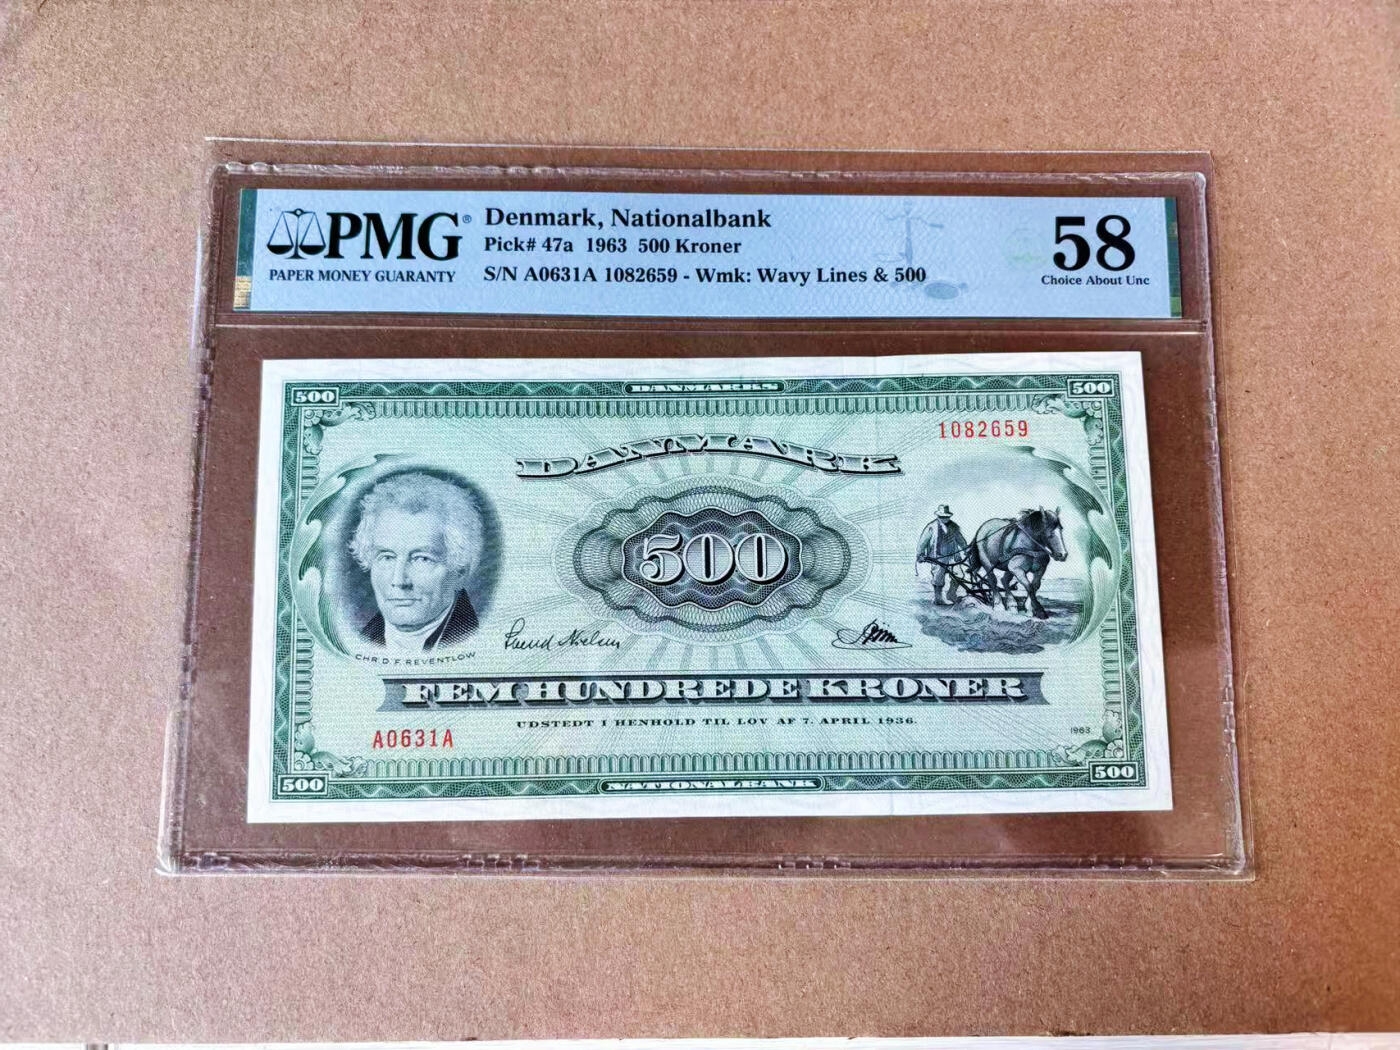 PMG®
PAPER MONEY GUARANTY
Denmark, Nationalbank
Pick# 47a 1963 500 Kroner
S/N A0631A 1082659 - Wmk: Wavy Lines & 500
58
Choice About Unc
500
DANMARKS
500
1082659
DANMARK
500
CHR. D. F. REVENTLOW
Svend Nielsen
FEM HUNDREDE KRONER
UDSTEDT I HENHOLD TIL LOV AF 7. APRIL 1936.
A0631A
1963
500
NATIONALBANK
500